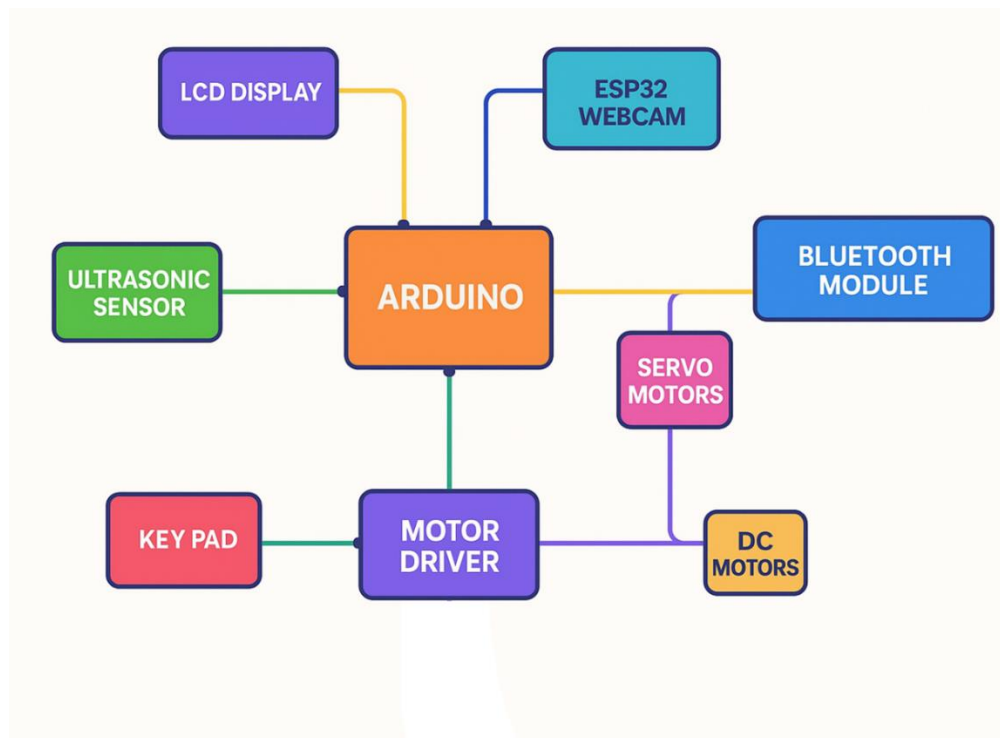 LCD DISPLAY
ESP32
WEBCAM
ULTRASONIC
SENSOR
ARDUINO
BLUETOOTH
MODULE
SERVO
MOTORS
KEY PAD
MOTOR
DRIVER
DC
MOTORS